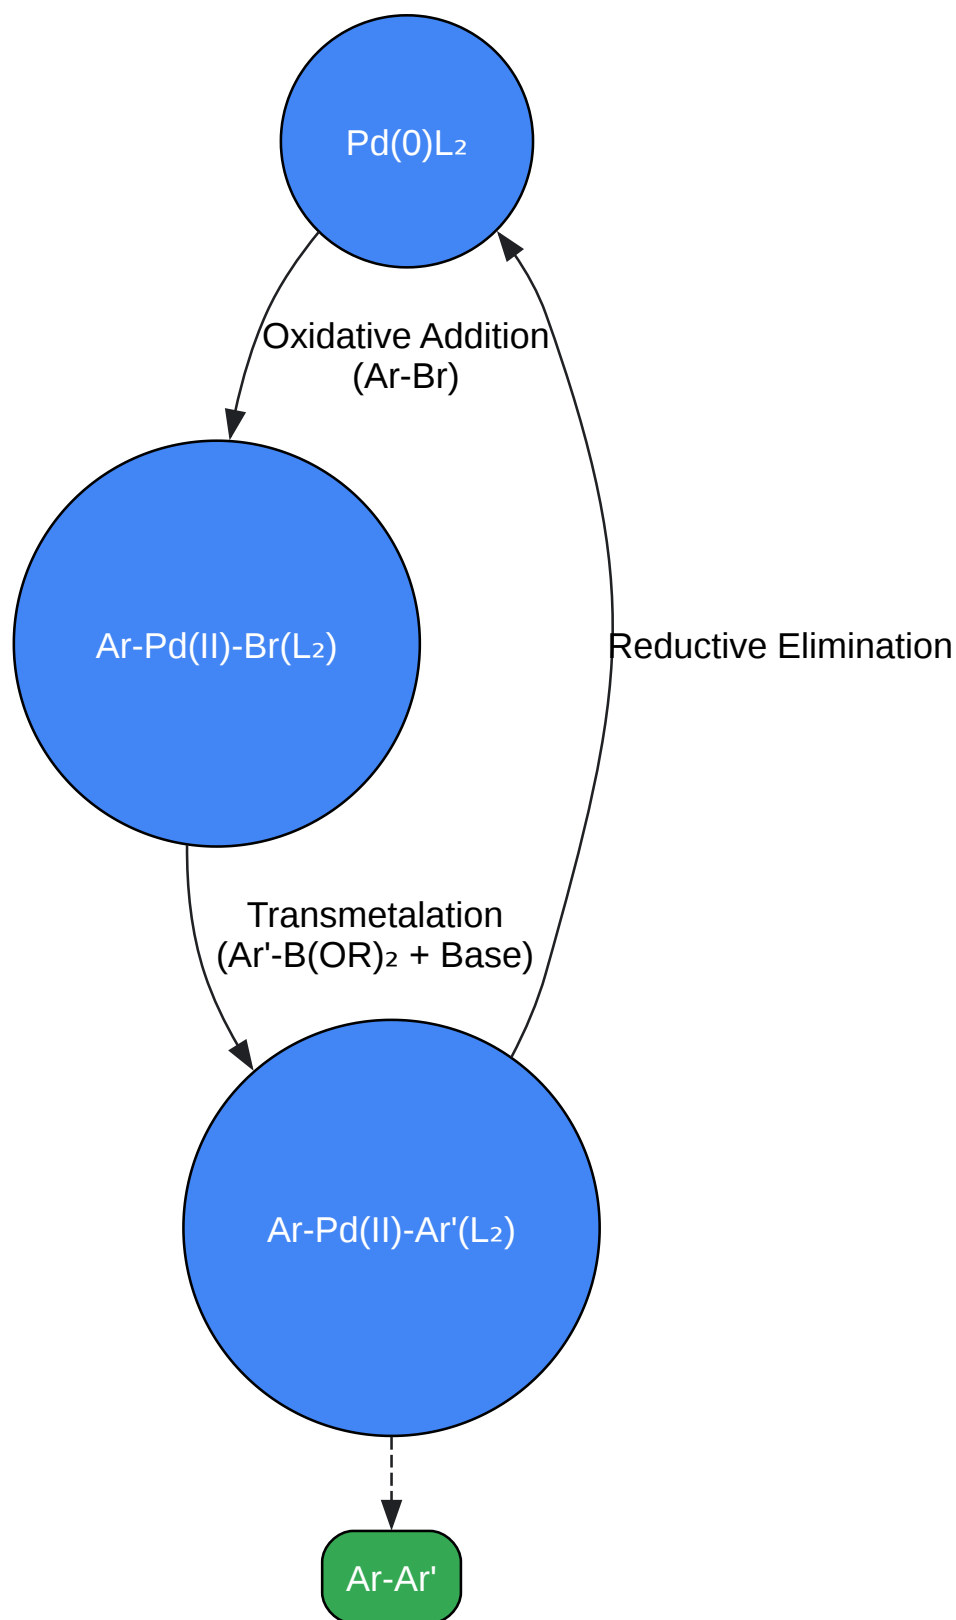 Pd(0)L₂
Oxidative Addition
(Ar-Br)
Ar-Pd(II)-Br(L₂)
Reductive Elimination
Transmetalation
(Ar'-B(OR)₂ + Base)
Ar-Pd(II)-Ar'(L₂)
Ar-Ar'